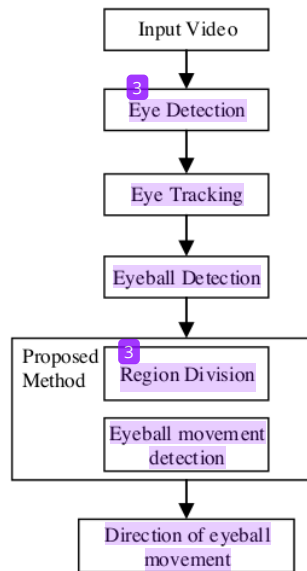 Input Video
3
Eye Detection
Eye Tracking
Eyeball Detection
Proposed
Method
3
Region Division
Eyeball movement
detection
Direction of eyeball
movement